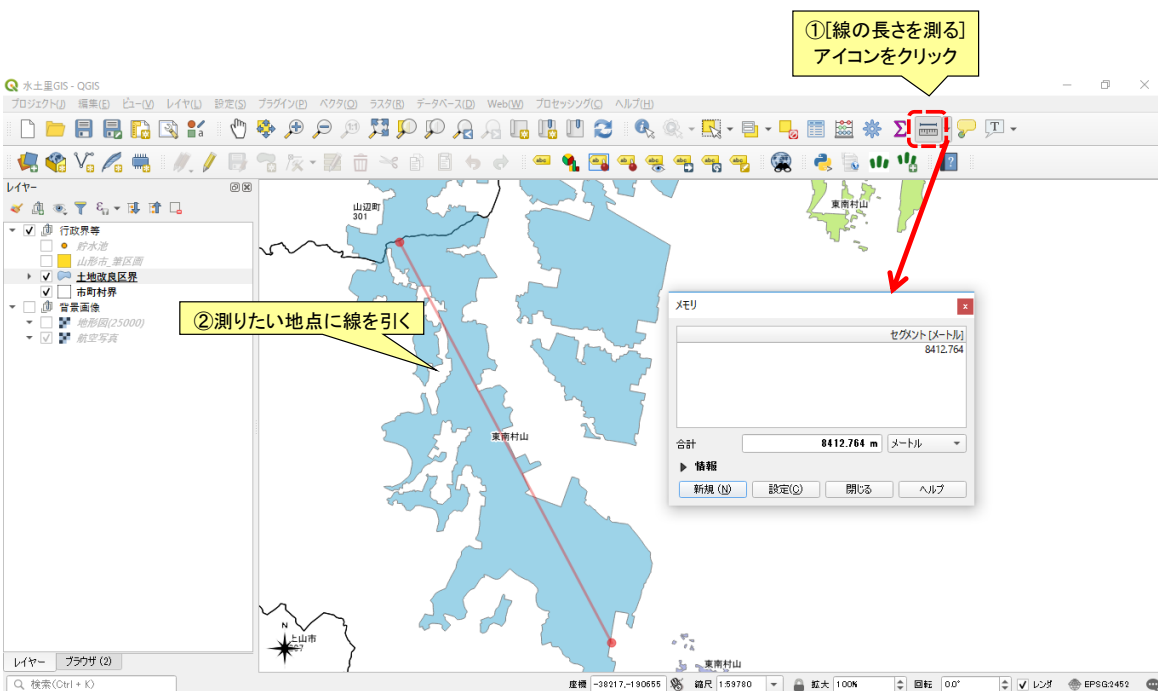 ①[線の長さを測る]
アイコンをクリック
水土里GIS - QGIS
プロジェクト(J) 編集(E) ビュー(V) レイヤ(L) 設定(S) プラグイン(P) ベクタ(O) ラスタ(R) データベース(D) Web(W) プロセッシング(C) ヘルプ(H)
レイヤー
行政界等
貯水池
山形市_筆区画
土地改良区界
市町村界
背景画像
地形図(25000)
航空写真
山辺町
301
東南村山
②測りたい地点に線を引く
メモリ
セグメント [メートル]
8412.764
合計 8412.764 m メートル
情報
新規 (N) 設定(C) 閉じる ヘルプ
東南村山
N
上山市
207
東南村山
レイヤー ブラウザ (2)
検索(Ctrl + K) 座標 -38217,-190655 縮尺 1:59780 拡大 100% 回転 0.0° レンダ EPSG:2452